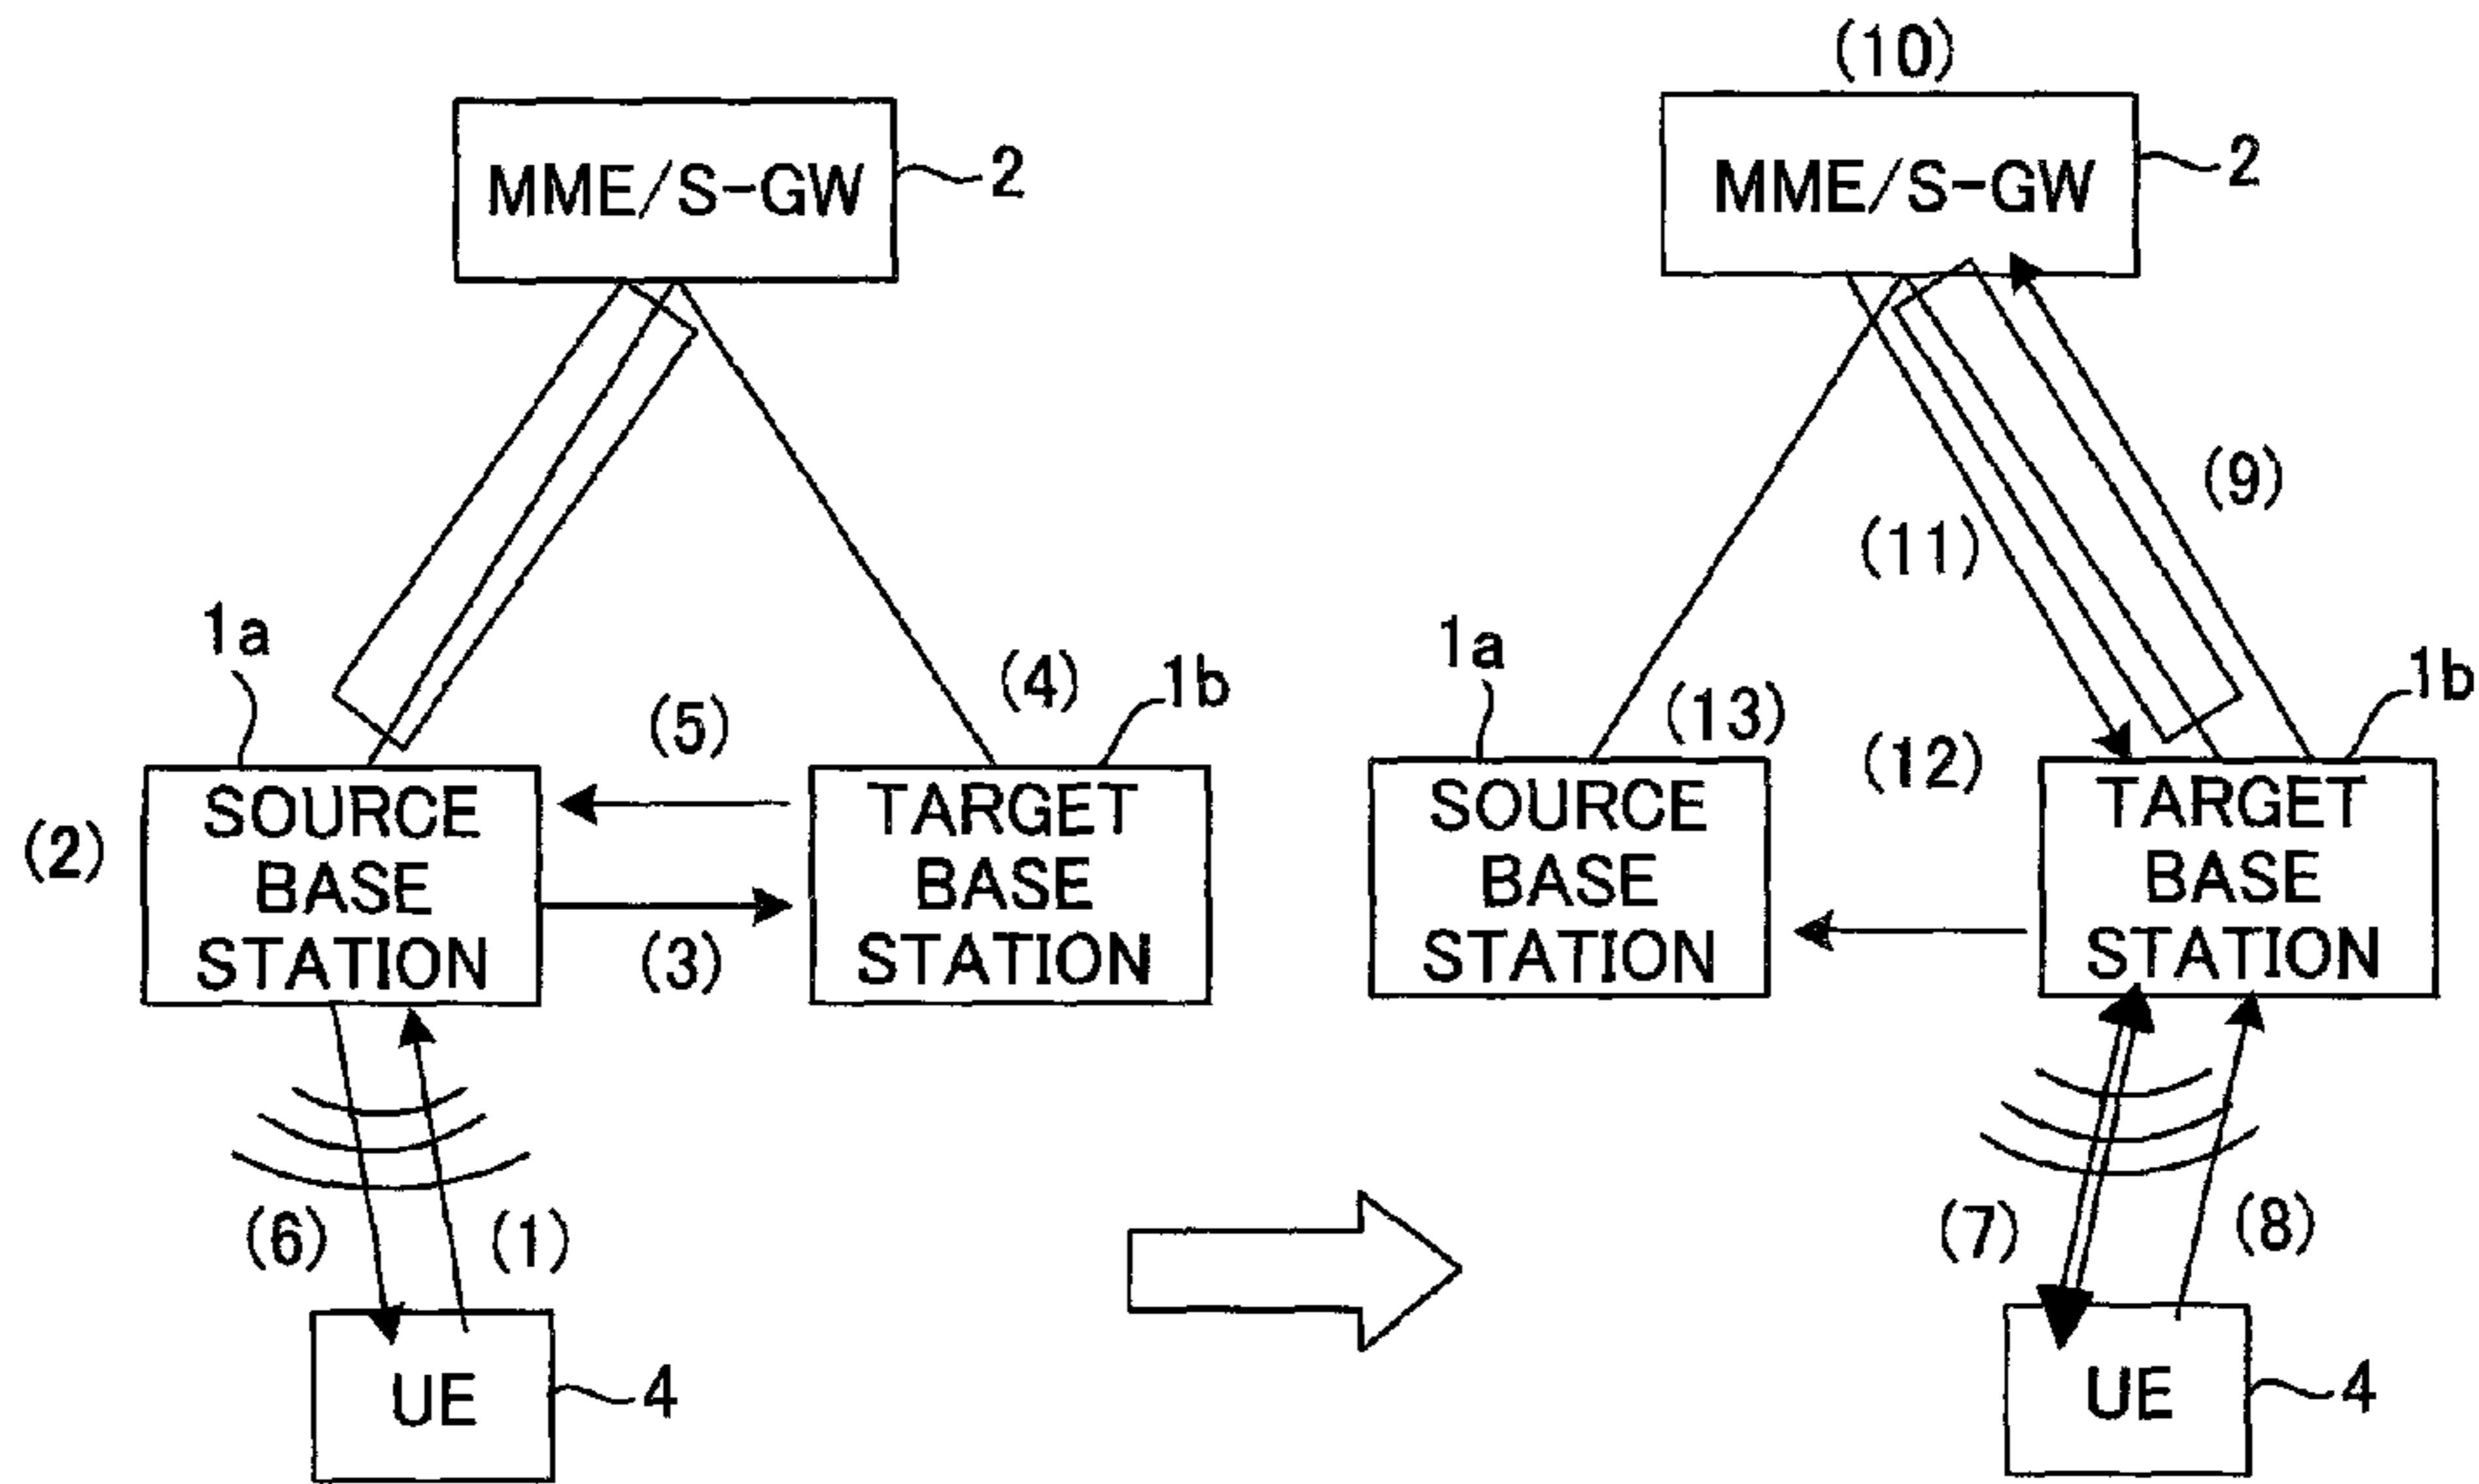 MME/S-GW
2
1a
(5)
(4)
1b
(2)
SOURCE
BASE
STATION
TARGET
BASE
STATION
(3)
(6)
(1)
UE
4
(10)
MME/S-GW
2
(9)
(11)
1a
(13)
(12)
1b
SOURCE
BASE
STATION
TARGET
BASE
STATION
(7)
(8)
UE
4